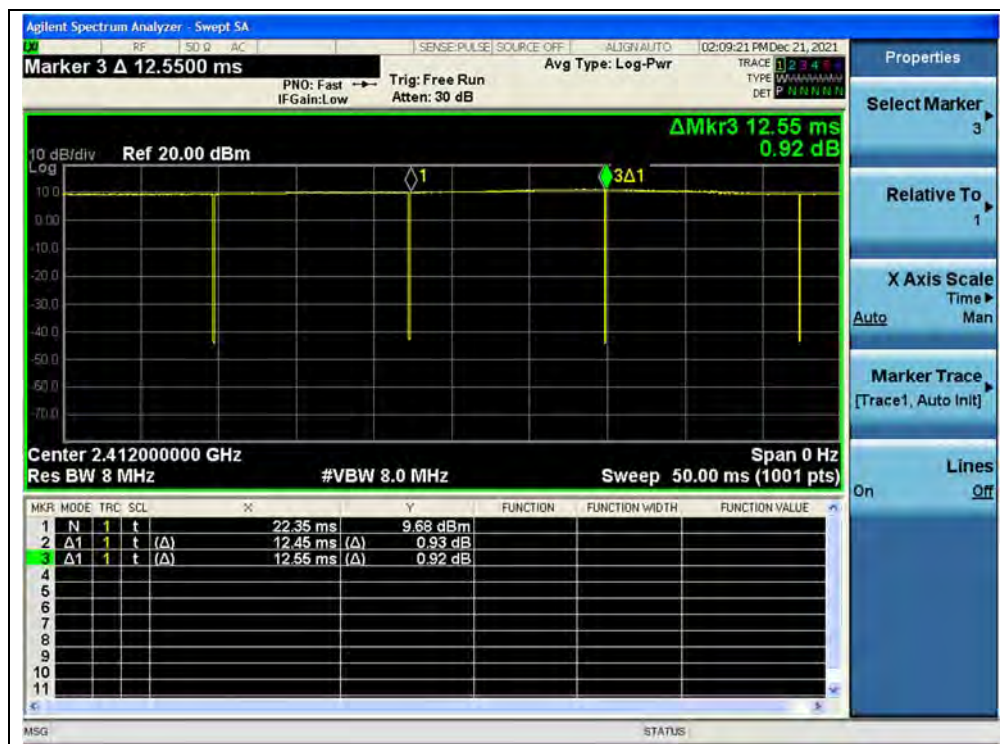 Agilent Spectrum Analyzer - Swept SA
LXI RF 50 Ω AC SENSE:PULSE SOURCE OFF ALIGN AUTO 02:09:21 PM Dec 21, 2021
Marker 3 Δ 12.5500 ms
PNO: Fast
IFGain:Low
Trig: Free Run
Atten: 30 dB
Avg Type: Log-Pwr
TRACE 1 2 3 4 5 6
TYPE
DET P N N N N N
ΔMkr3 12.55 ms
0.92 dB
10 dB/div Ref 20.00 dBm
Log
10.0
0.00
-10.0
-20.0
-30.0
-40.0
-50.0
-60.0
-70.0
1
3Δ1
Center 2.412000000 GHz Span 0 Hz
Res BW 8 MHz #VBW 8.0 MHz Sweep 50.00 ms (1001 pts)
MKR MODE TRC SCL X Y FUNCTION FUNCTION WIDTH FUNCTION VALUE
1 N 1 t 22.35 ms 9.68 dBm
2 Δ1 1 t (Δ) 12.45 ms (Δ) 0.93 dB
3 Δ1 1 t (Δ) 12.55 ms (Δ) 0.92 dB
4
5
6
7
8
9
10
11
MSG STATUS
Properties
Select Marker
3
Relative To
1
X Axis Scale
Time
Auto Man
Marker Trace
[Trace1, Auto Init]
Lines
On Off